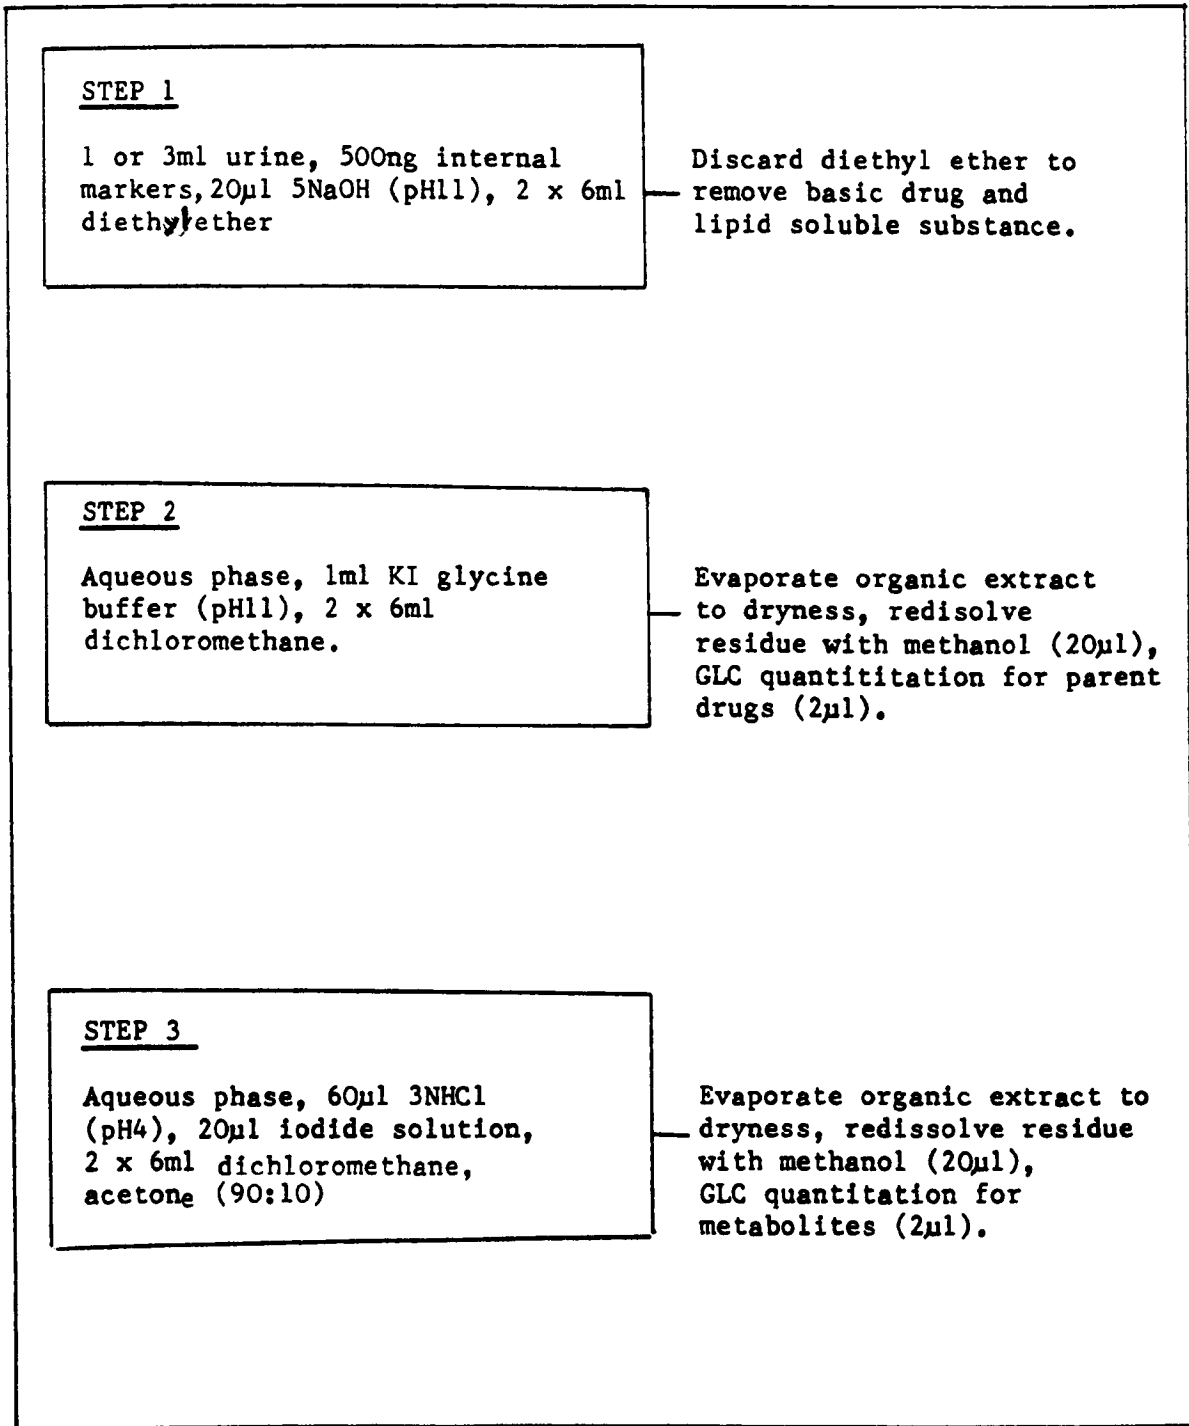 STEP 1
1 or 3ml urine, 500ng internal
markers, 20µl 5NaOH (pH11), 2 x 6ml
diethylether
Discard diethyl ether to
remove basic drug and
lipid soluble substance.
STEP 2
Aqueous phase, 1ml KI glycine
buffer (pH11), 2 x 6ml
dichloromethane.
Evaporate organic extract
to dryness, redisolve
residue with methanol (20µl),
GLC quantititation for parent
drugs (2µl).
STEP 3
Aqueous phase, 60µl 3NHCl
(pH4), 20µl iodide solution,
2 x 6ml dichloromethane,
acetone (90:10)
Evaporate organic extract to
dryness, redissolve residue
with methanol (20µl),
GLC quantitation for
metabolites (2µl).